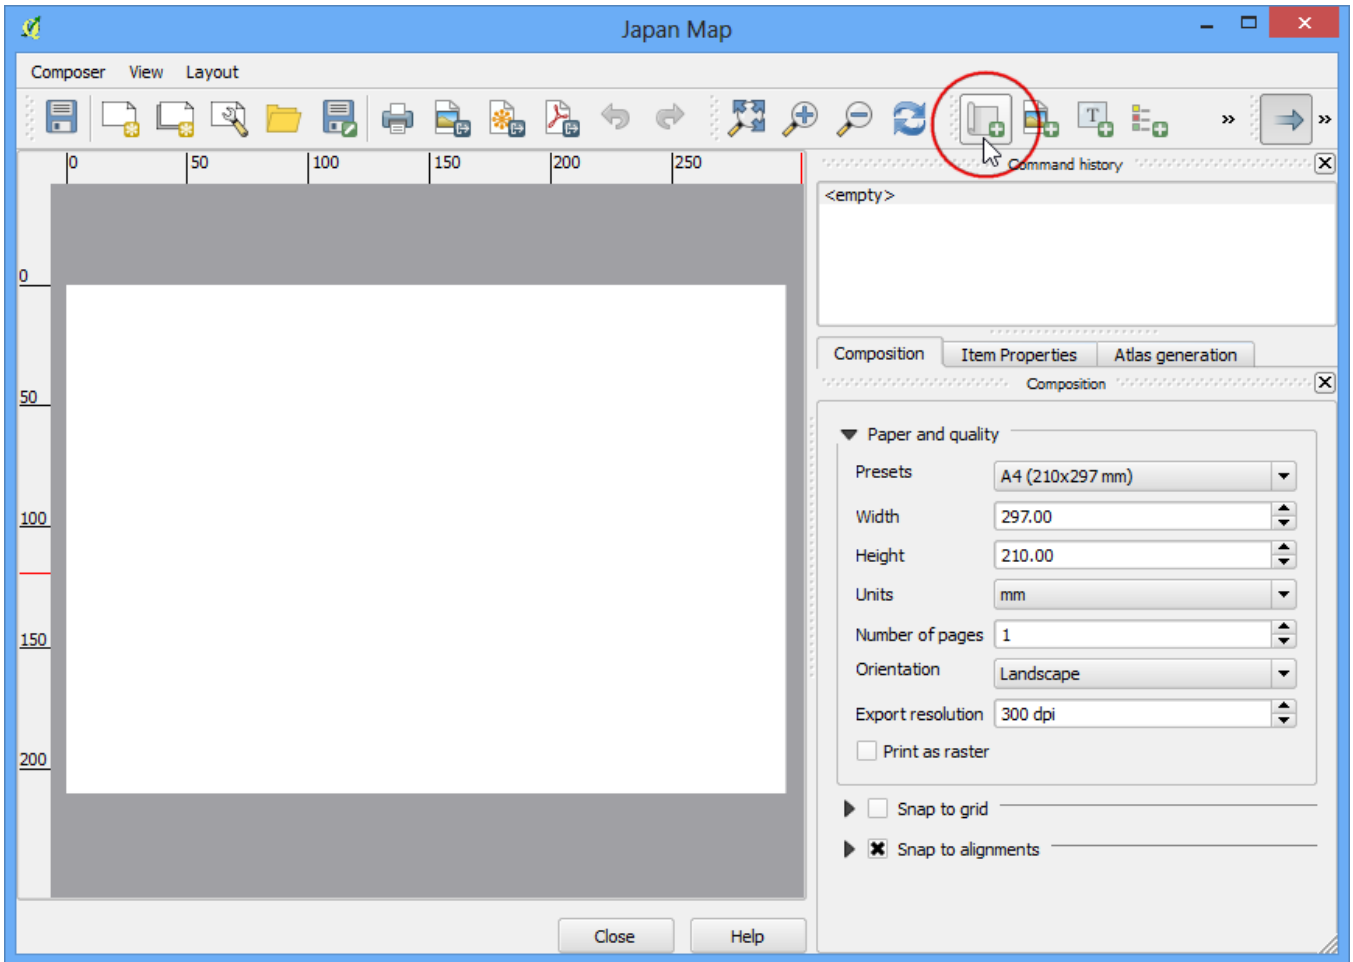 Japan Map
Composer View Layout
T
» »
0 50 100 150 200 250
Command history
<empty>
0
50
100
150
200
Composition Item Properties Atlas generation
Composition
Paper and quality
Presets A4 (210x297 mm)
Width 297.00
Height 210.00
Units mm
Number of pages 1
Orientation Landscape
Export resolution 300 dpi
Print as raster
Snap to grid
Snap to alignments
Close Help